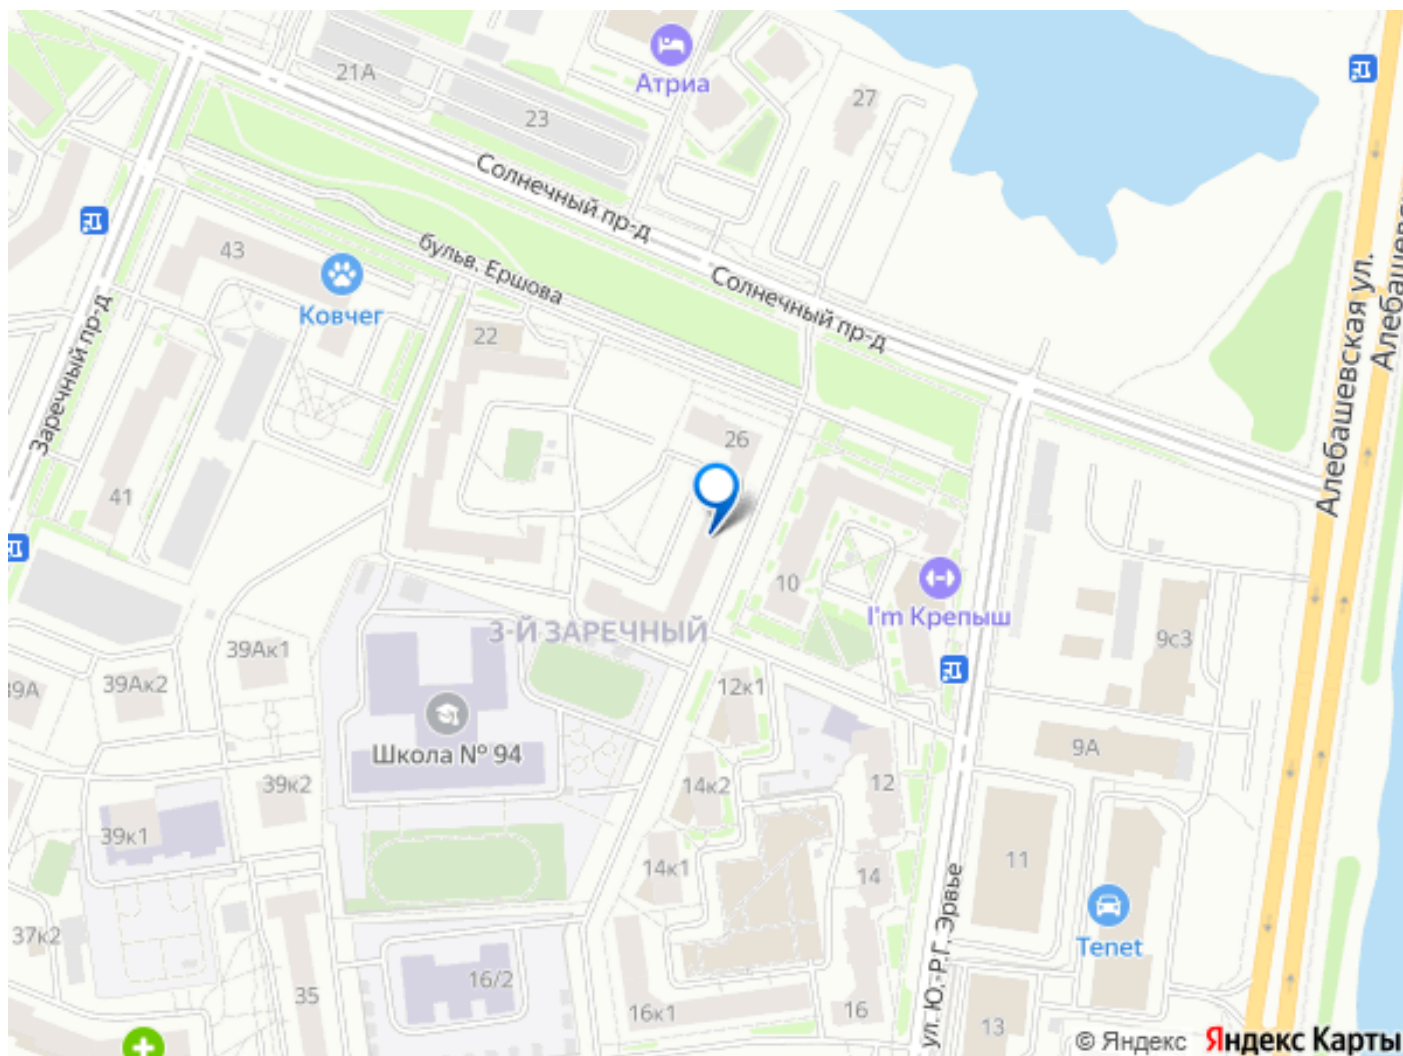 Атриа
21А
23
27
Солнечный пр-д
Солнечный пр-д
43
Ковчег
бульв. Ершова
22
26
Заречный пр-д
41
Алебашевская ул.
10
I'm Крепыш
3-Й ЗАРЕЧНЫЙ
9с3
39Ак1
39Ак2
39А
12к1
Школа № 94
9А
14к2
12
39к2
39к1
14к1
14
11
ул. Ю.-Р.Г. Эрвье
Tenet
37к2
35
16/2
16к1
16
13
© Яндекс Яндекс Карты